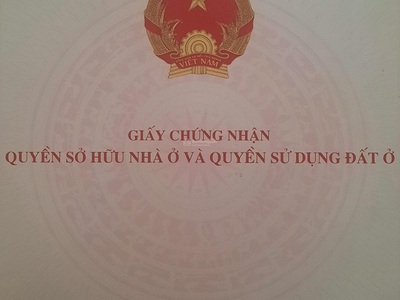 VIỆT NAM
GIẤY CHỨNG NHẬN
QUYỀN SỞ HỮU NHÀ Ở VÀ QUYỀN SỬ DỤNG ĐẤT Ở